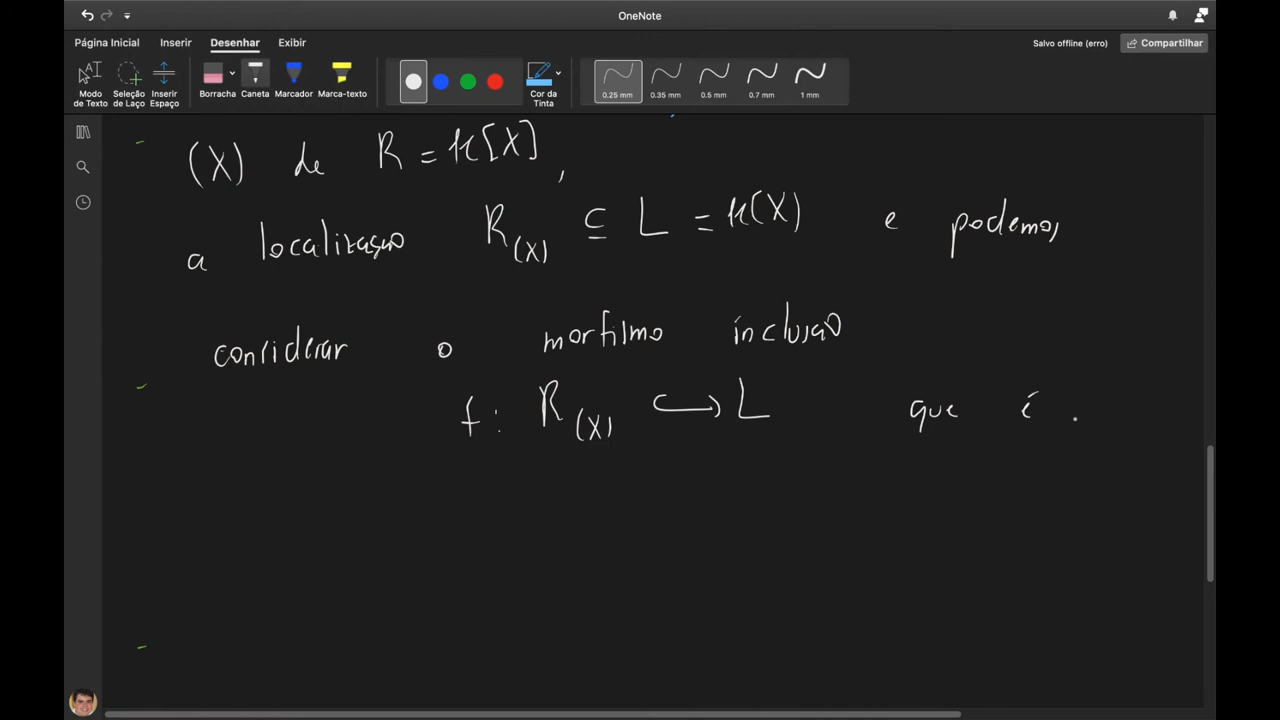 OneNote
Página Inicial Inserir Desenhar Exibir
Salvo offline (erro) Compartilhar
Modo de Texto Seleção de Laço Inserir Espaço Borracha Caneta Marcador Marca-texto Cor da Tinta 0.25 mm 0.35 mm 0.5 mm 0.7 mm 1 mm
(X) de R = k[X],
a localização R_(X) ⊆ L = k(X) e podemos
considerar o morfismo inclusão
f: R_(X) ↪ L que é